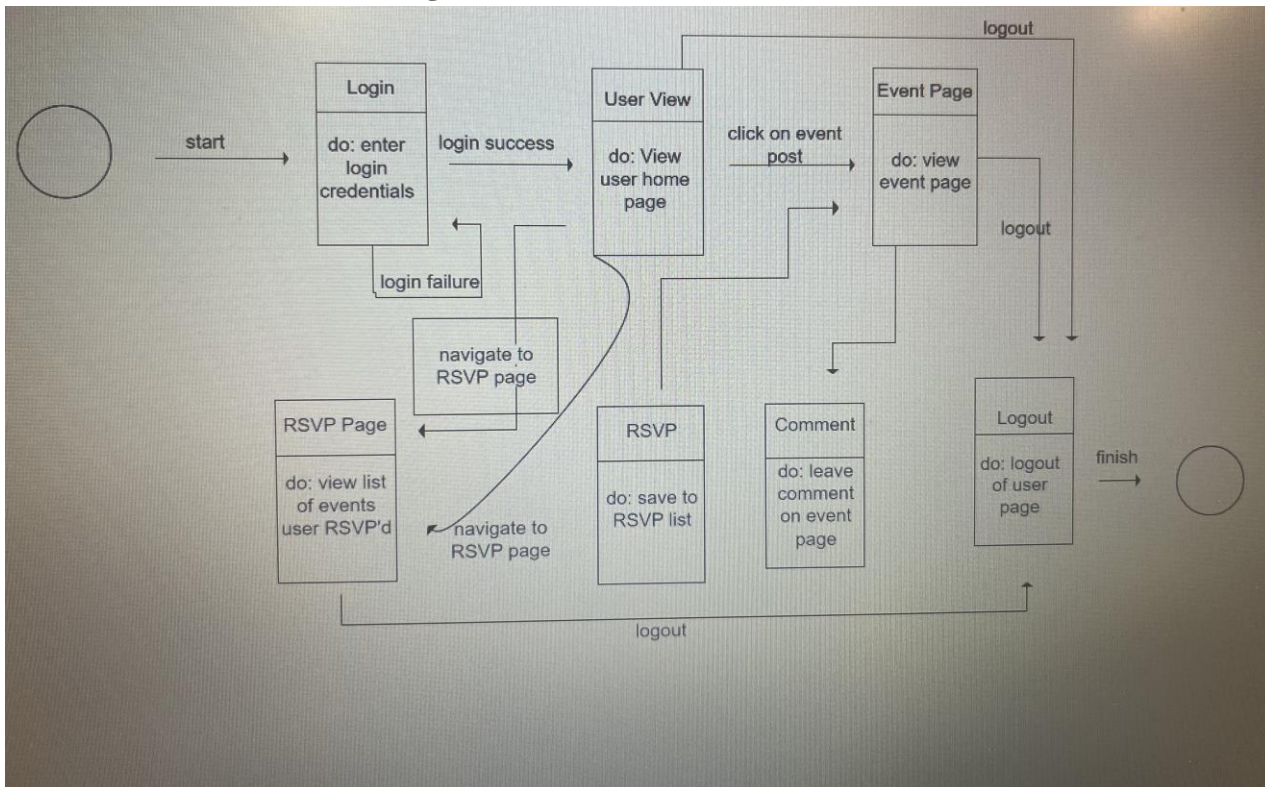 logout
Login
User View
Event Page
start
do: enter
login
credentials
login success
do: View
user home
page
click on event
post
do: view
event page
logout
login failure
navigate to
RSVP page
RSVP Page
RSVP
Comment
Logout
do: view list
of events
user RSVP'd
navigate to
RSVP page
do: save to
RSVP list
do: leave
comment
on event
page
do: logout
of user
page
finish
logout